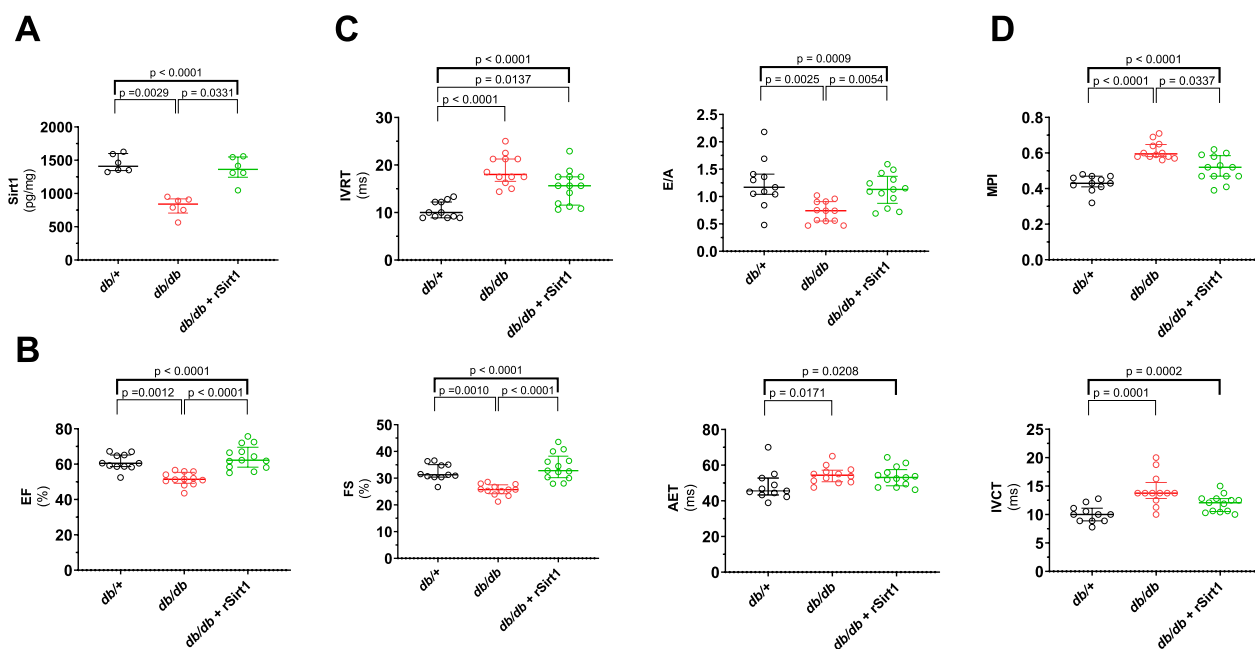 A
p < 0.0001
p =0.0029
p = 0.0331
Sirt1
(pg/mg)
2000
1500
1000
500
0
db/+
db/db
db/db + rSirt1
C
p < 0.0001
p = 0.0137
p < 0.0001
IVRT
(ms)
30
20
10
0
db/+
db/db
db/db + rSirt1
p = 0.0009
p = 0.0025
p = 0.0054
E/A
2.5
2.0
1.5
1.0
0.5
0.0
db/+
db/db
db/db + rSirt1
D
p < 0.0001
p <0.0001
p =0.0337
MPI
0.8
0.6
0.4
0.2
0.0
db/+
db/db
db/db + rSirt1
B
p < 0.0001
p =0.0012
p < 0.0001
EF
(%)
80
60
40
20
0
db/+
db/db
db/db + rSirt1
p < 0.0001
p =0.0010
p <0.0001
FS
(%)
50
40
30
20
10
0
db/+
db/db
db/db + rSirt1
p = 0.0208
p = 0.0171
AET
(ms)
80
60
40
20
0
db/+
db/db
db/db + rSirt1
p = 0.0002
p = 0.0001
IVCT
(ms)
25
20
15
10
5
0
db/+
db/db
db/db + rSirt1